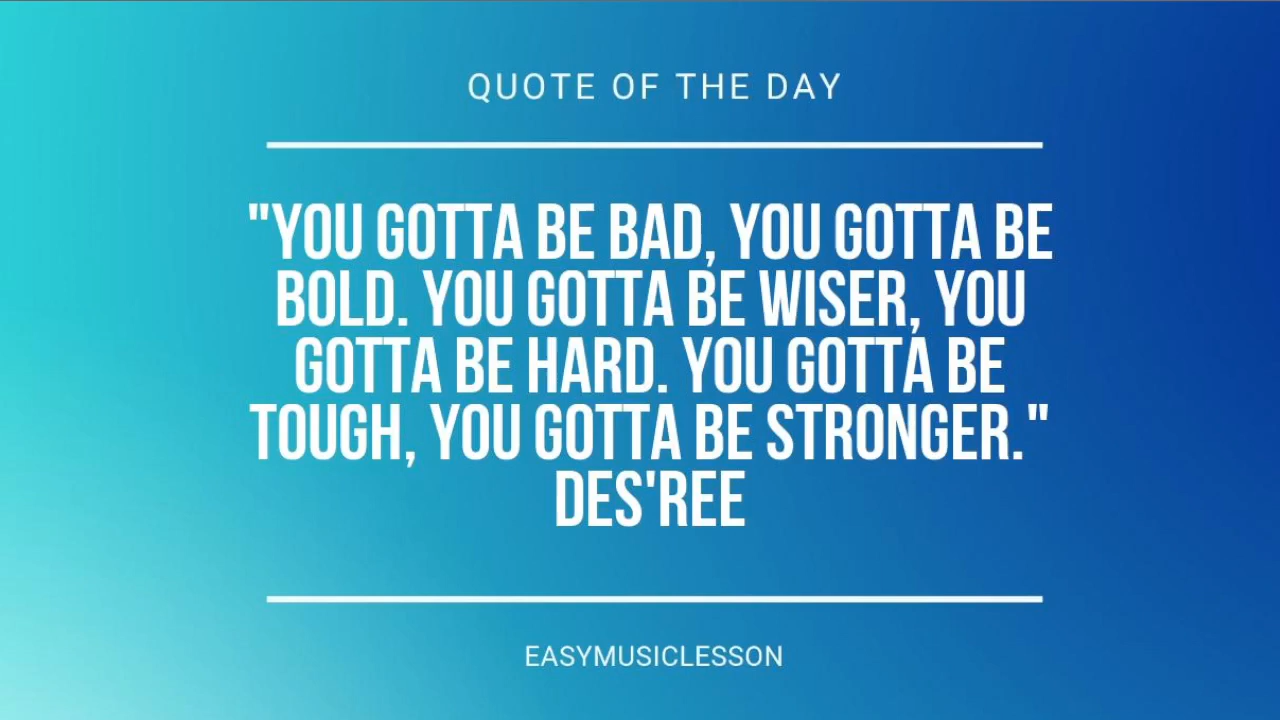 QUOTE OF THE DAY
"YOU GOTTA BE BAD, YOU GOTTA BE
BOLD. YOU GOTTA BE WISER, YOU
GOTTA BE HARD. YOU GOTTA BE
TOUGH, YOU GOTTA BE STRONGER."
DES'REE
EASYMUSICLESSON